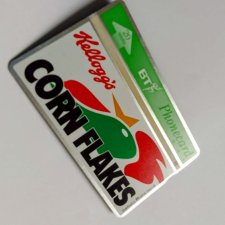 Kellogg's
CORN FLAKES
BT
Phonecard